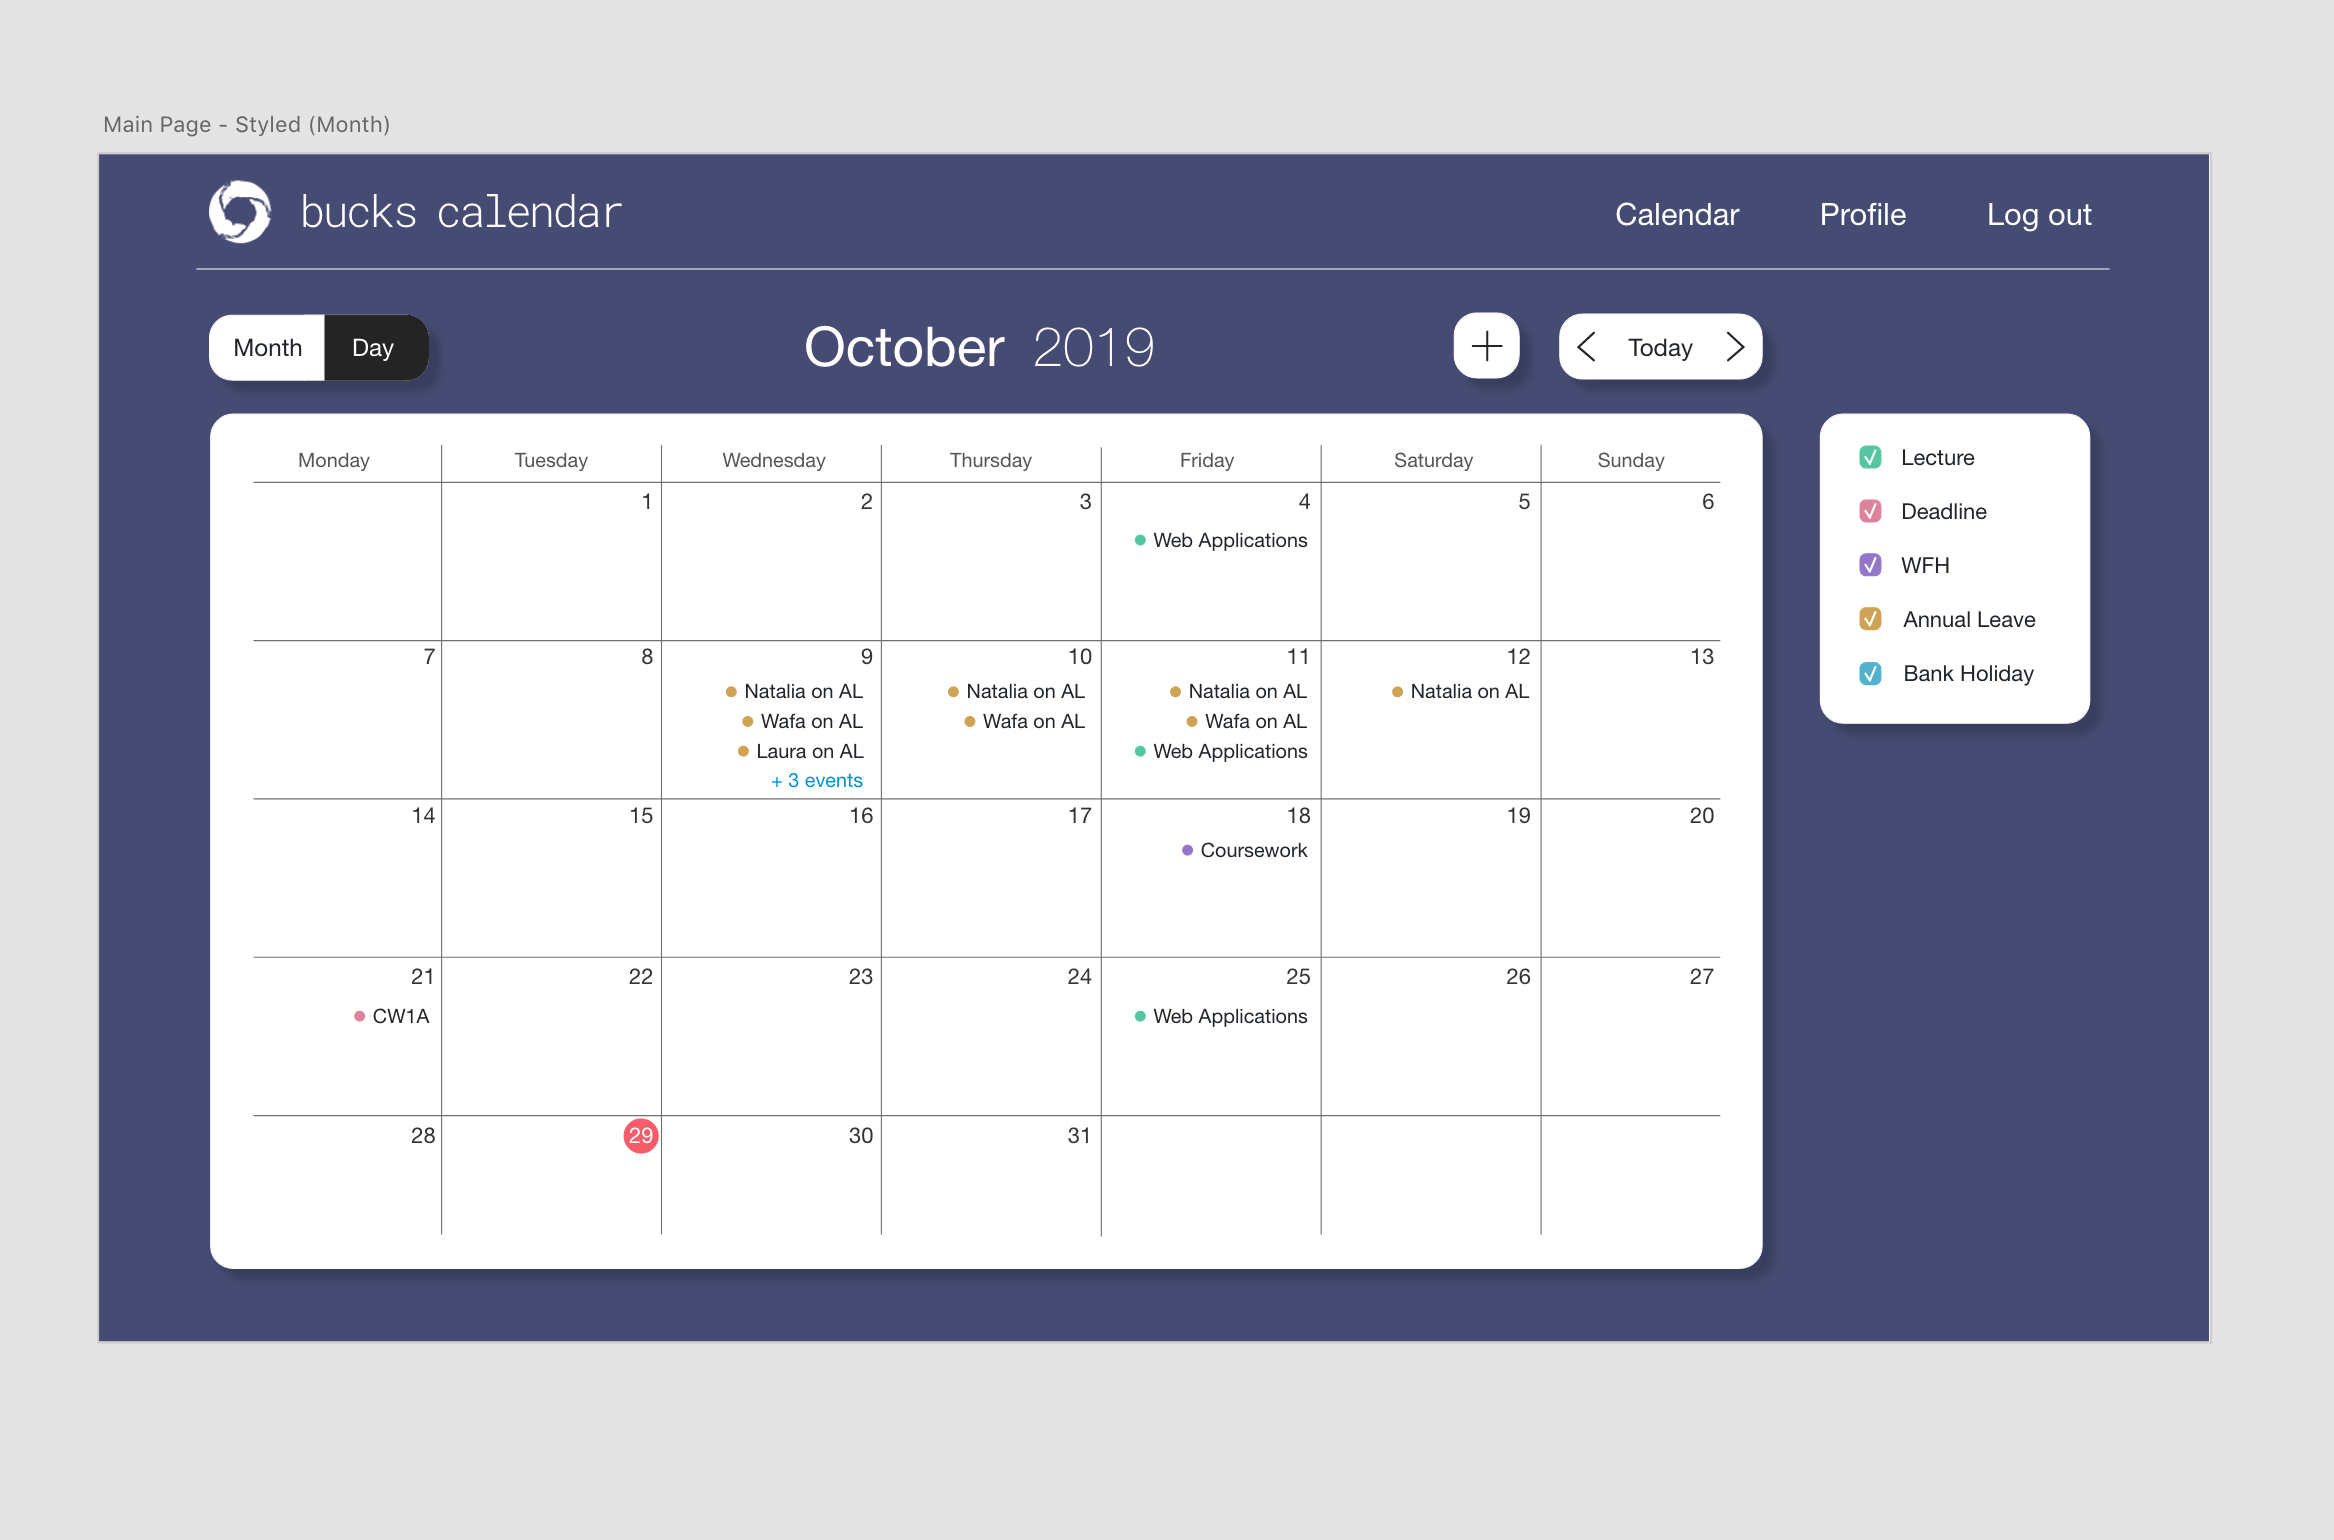 Main Page - Styled (Month)
bucks calendar
Calendar Profile Log out
Month Day
October 2019
+
< Today >
Monday Tuesday Wednesday Thursday Friday Saturday Sunday
1 2 3 4 5 6
Web Applications
7 8 9 10 11 12 13
Natalia on AL Natalia on AL Natalia on AL Natalia on AL
Wafa on AL Wafa on AL Wafa on AL
Laura on AL Web Applications
+ 3 events
14 15 16 17 18 19 20
Coursework
21 22 23 24 25 26 27
CW1A Web Applications
28 29 30 31
Lecture
Deadline
WFH
Annual Leave
Bank Holiday